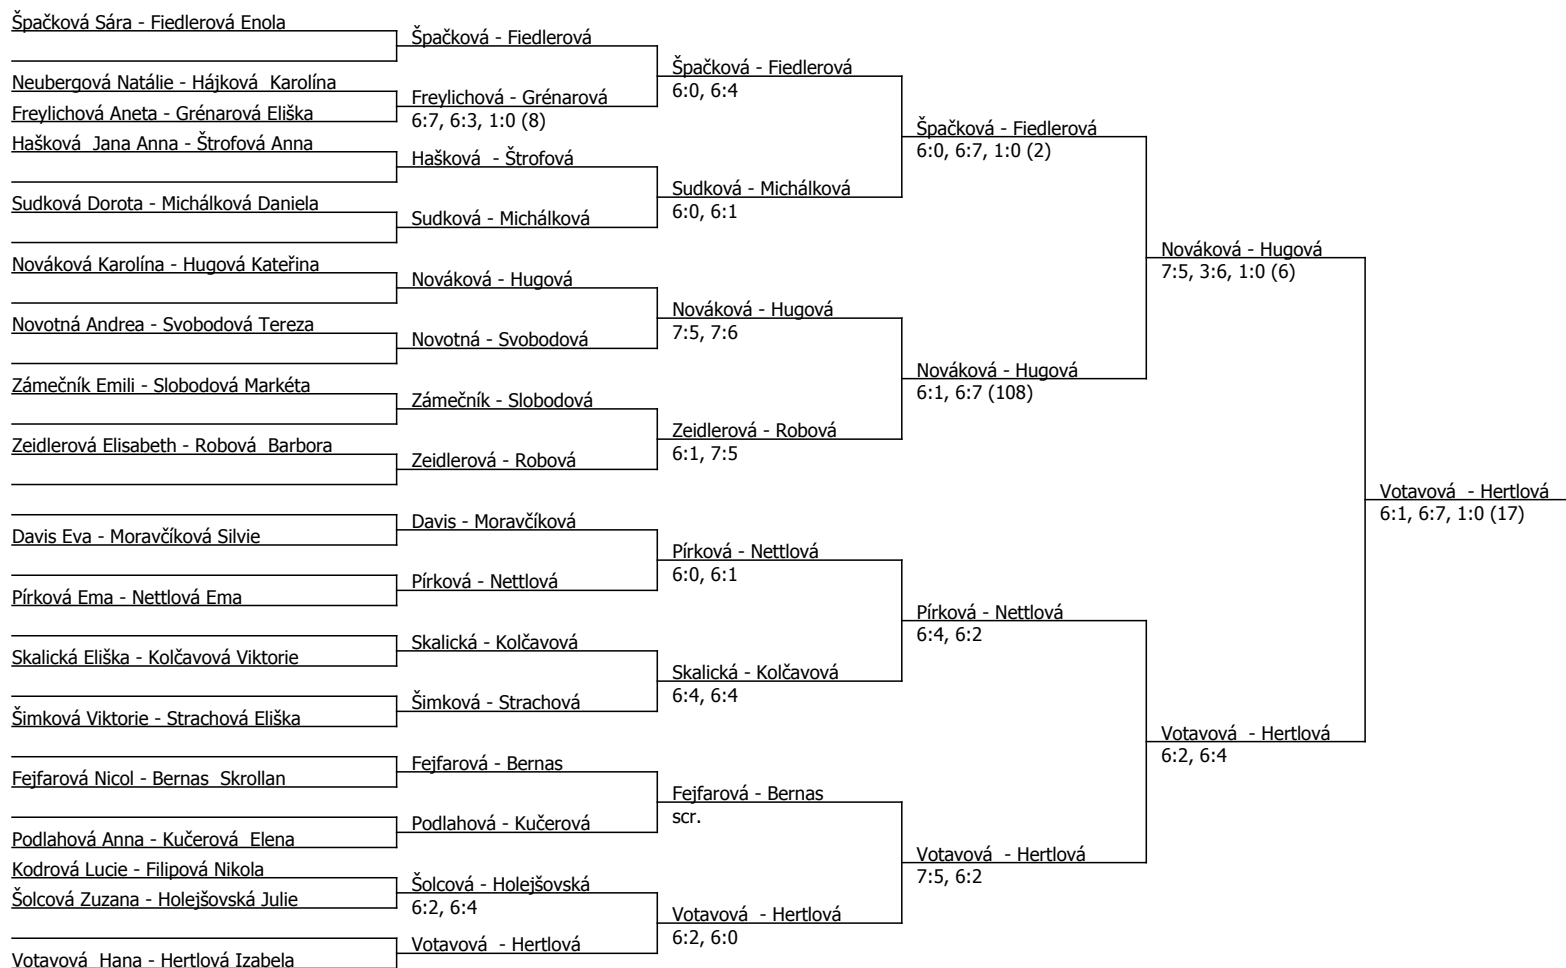 Špačková Sára - Fiedlerová Enola
Neubergová Natálie - Hájková  Karolína
Freylichová Aneta - Grénarová Eliška
Hašková  Jana Anna - Štrofová Anna
Sudková Dorota - Michálková Daniela
Nováková Karolína - Hugová Kateřina
Novotná Andrea - Svobodová Tereza
Zámečník Emili - Slobodová Markéta
Zeidlerová Elisabeth - Robová  Barbora
Davis Eva - Moravčíková Silvie
Pírková Ema - Nettlová Ema
Skalická Eliška - Kolčavová Viktorie
Šimková Viktorie - Strachová Eliška
Fejfarová Nicol - Bernas  Skrollan
Podlahová Anna - Kučerová  Elena
Kodrová Lucie - Filipová Nikola
Šolcová Zuzana - Holejšovská Julie
Votavová  Hana - Hertlová Izabela
Špačková - Fiedlerová
Freylichová - Grénarová
6:7, 6:3, 1:0 (8)
Hašková  - Štrofová
Sudková - Michálková
Nováková - Hugová
Novotná - Svobodová
Zámečník - Slobodová
Zeidlerová - Robová
Davis - Moravčíková
Pírková - Nettlová
Skalická - Kolčavová
Šimková - Strachová
Fejfarová - Bernas
Podlahová - Kučerová
Šolcová - Holejšovská
6:2, 6:4
Votavová  - Hertlová
Špačková - Fiedlerová
6:0, 6:4
Sudková - Michálková
6:0, 6:1
Nováková - Hugová
7:5, 7:6
Zeidlerová - Robová
6:1, 7:5
Pírková - Nettlová
6:0, 6:1
Skalická - Kolčavová
6:4, 6:4
Fejfarová - Bernas
scr.
Votavová  - Hertlová
6:2, 6:0
Špačková - Fiedlerová
6:0, 6:7, 1:0 (2)
Nováková - Hugová
6:1, 6:7 (108)
Pírková - Nettlová
6:4, 6:2
Votavová  - Hertlová
7:5, 6:2
Nováková - Hugová
7:5, 3:6, 1:0 (6)
Votavová  - Hertlová
6:2, 6:4
Votavová  - Hertlová
6:1, 6:7, 1:0 (17)